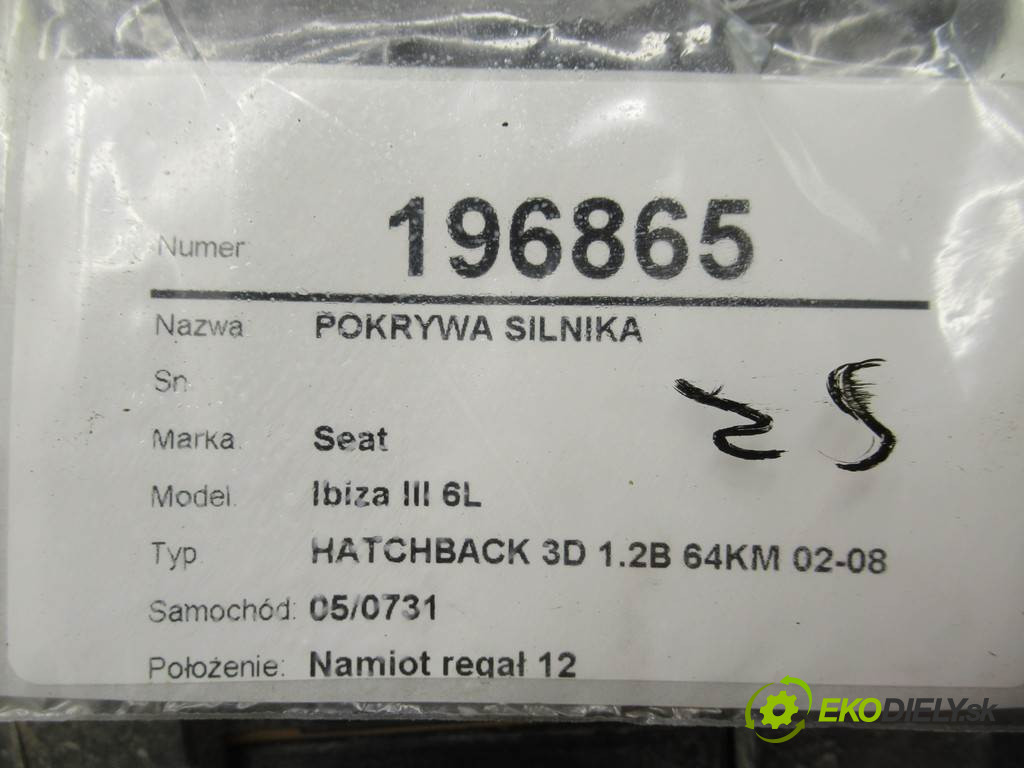 Numer 196865
Nazwa POKRYWA SILNIKA
Sn
25
Marka. Seat
Model. Ibiza III 6L
Typ HATCHBACK 3D 1.2B 64KM 02-08
Samochód: 05/0731
Położenie: Namiot regał 12
EKODIELY.sk